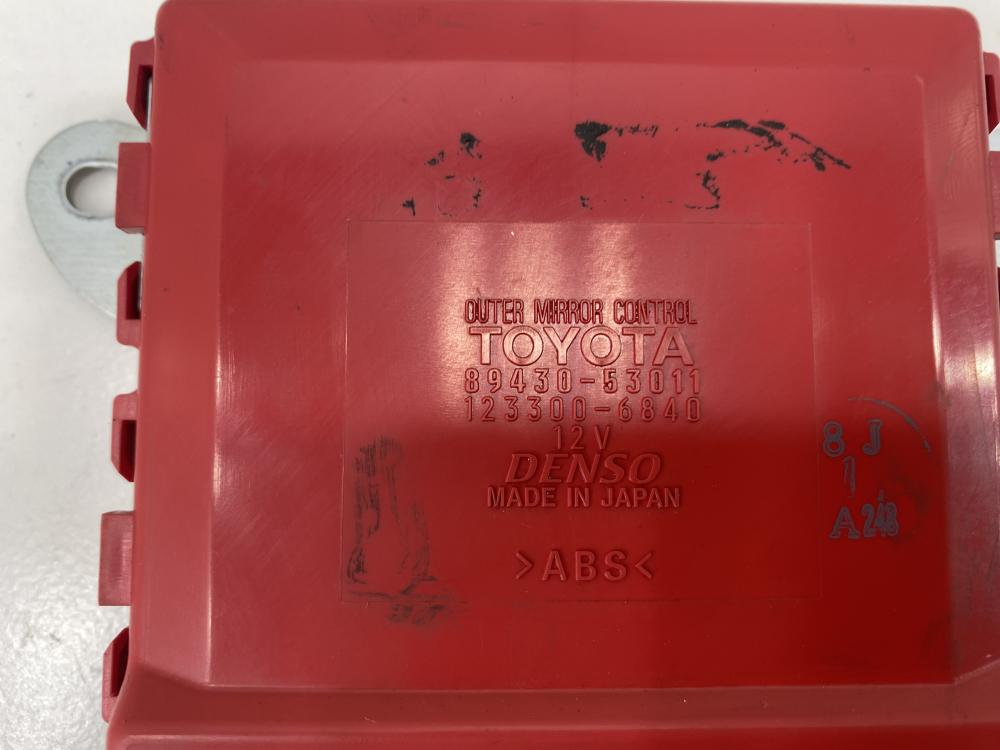 OUTER MIRROR CONTROL
TOYOTA
89430-53011
123300-6840
12V
DENSO
MADE IN JAPAN
>ABS<
8 J
1
A 248